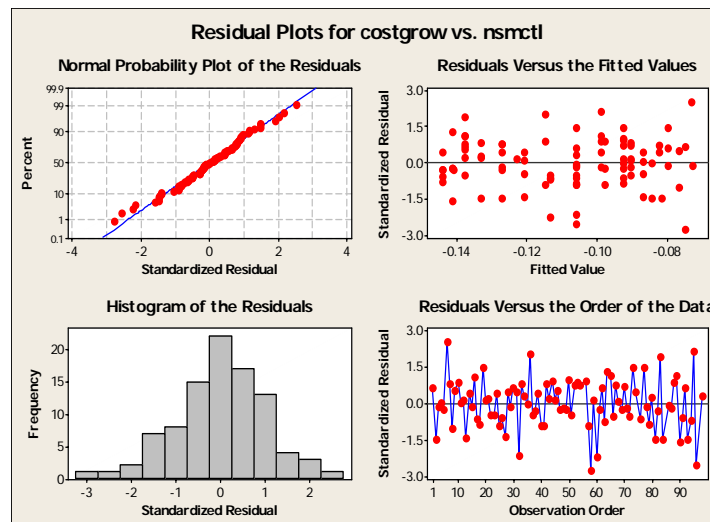 Residual Plots for costgrow vs. nsmctl
Normal Probability Plot of the Residuals
99.9
99
90
50
10
1
0.1
Percent
-4 -2 0 2 4
Standardized Residual
Residuals Versus the Fitted Values
3.0
1.5
0.0
-1.5
-3.0
Standardized Residual
-0.14 -0.12 -0.10 -0.08
Fitted Value
Histogram of the Residuals
20
15
10
5
0
Frequency
-3 -2 -1 0 1 2
Standardized Residual
Residuals Versus the Order of the Data
3.0
1.5
0.0
-1.5
-3.0
Standardized Residual
1 10 20 30 40 50 60 70 80 90
Observation Order